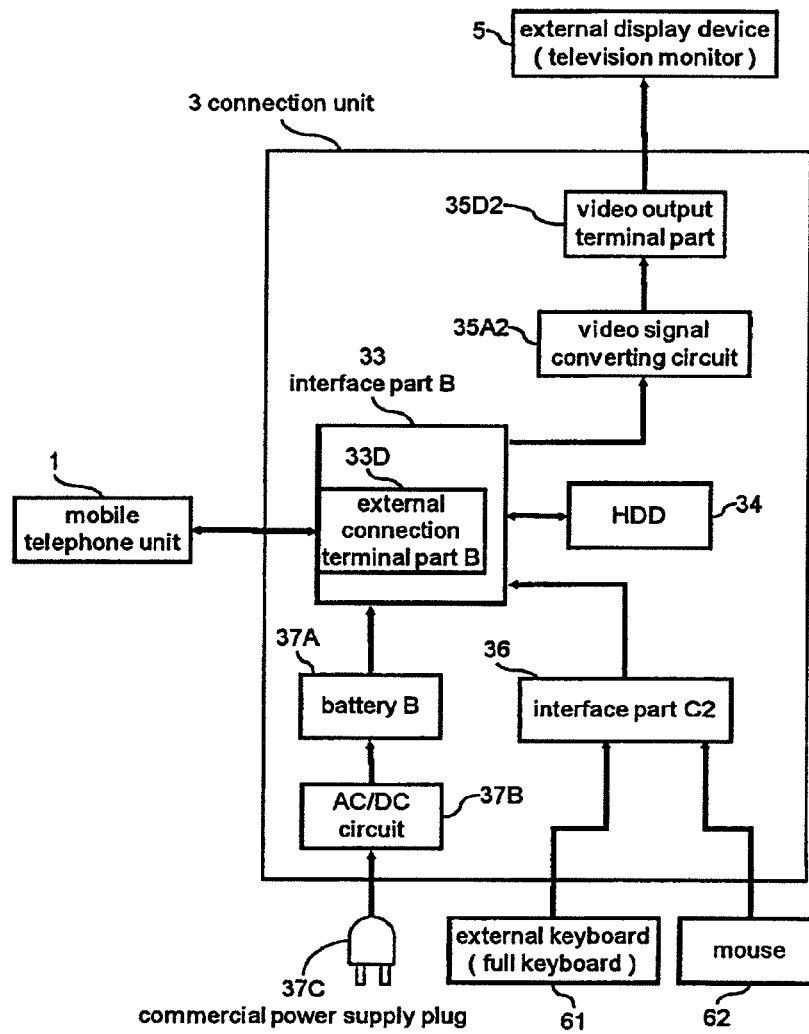 5
external display device
( television monitor )
3 connection unit
35D2
video output
terminal part
35A2
video signal
converting circuit
33
interface part B
1
mobile
telephone unit
33D
external
connection
terminal part B
HDD
34
37A
battery B
36
interface part C2
AC/DC
circuit
37B
37C
commercial power supply plug
external keyboard
( full keyboard )
61
mouse
62